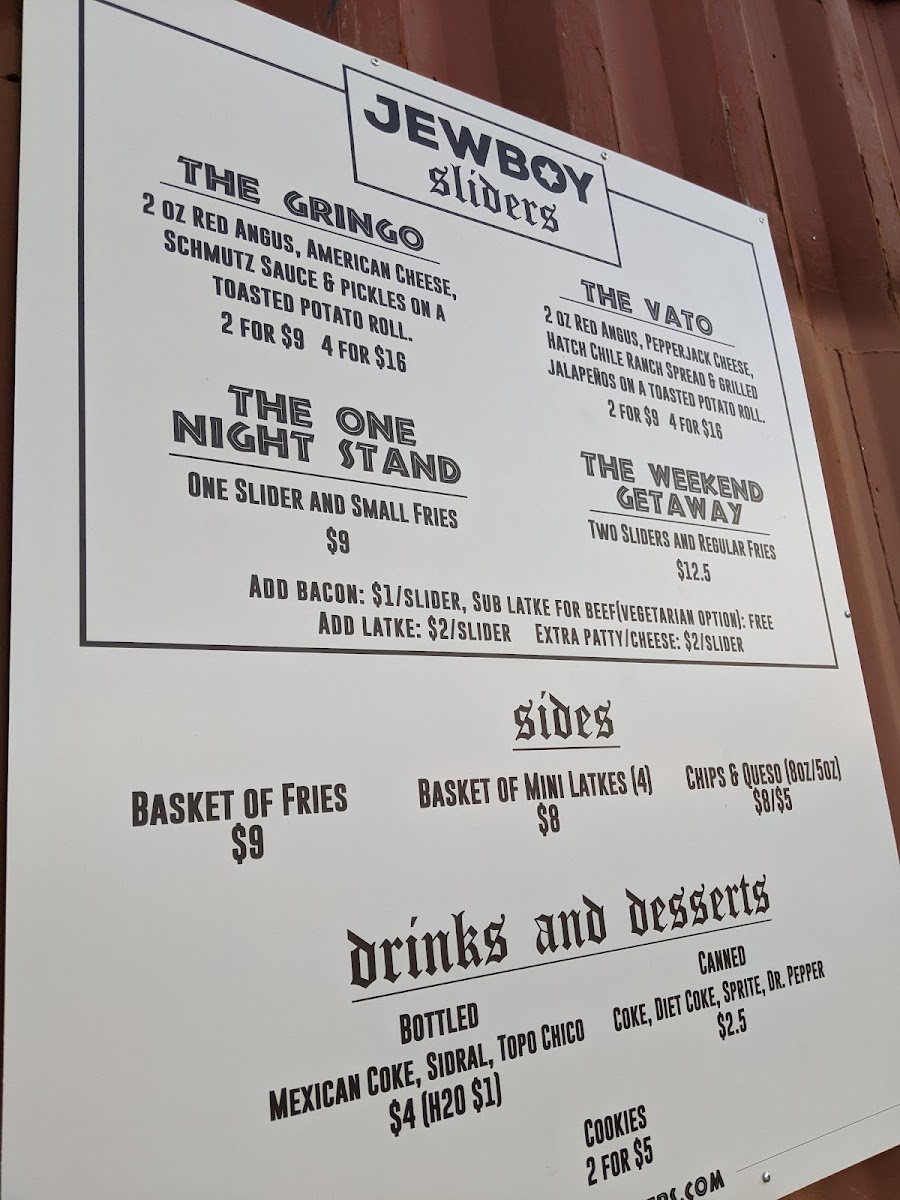 JEWBOY
sliders
THE GRINGO
2 OZ RED ANGUS, AMERICAN CHEESE,
SCHMUTZ SAUCE & PICKLES ON A
TOASTED POTATO ROLL.
2 FOR $9 4 FOR $16
THE VATO
2 OZ RED ANGUS, PEPPERJACK CHEESE,
HATCH CHILE RANCH SPREAD & GRILLED
JALAPEÑOS ON A TOASTED POTATO ROLL.
2 FOR $9 4 FOR $16
THE ONE
NIGHT STAND
ONE SLIDER AND SMALL FRIES
$9
THE WEEKEND
GETAWAY
TWO SLIDERS AND REGULAR FRIES
$12.5
ADD BACON: $1/SLIDER, SUB LATKE FOR BEEF(VEGETARIAN OPTION): FREE
ADD LATKE: $2/SLIDER EXTRA PATTY/CHEESE: $2/SLIDER
sides
BASKET OF FRIES
$9
BASKET OF MINI LATKES (4)
$8
CHIPS & QUESO (8OZ/5OZ)
$8/$5
drinks and desserts
BOTTLED
MEXICAN COKE, SIDRAL, TOPO CHICO
$4 (H20 $1)
CANNED
COKE, DIET COKE, SPRITE, DR. PEPPER
$2.5
COOKIES
2 FOR $5